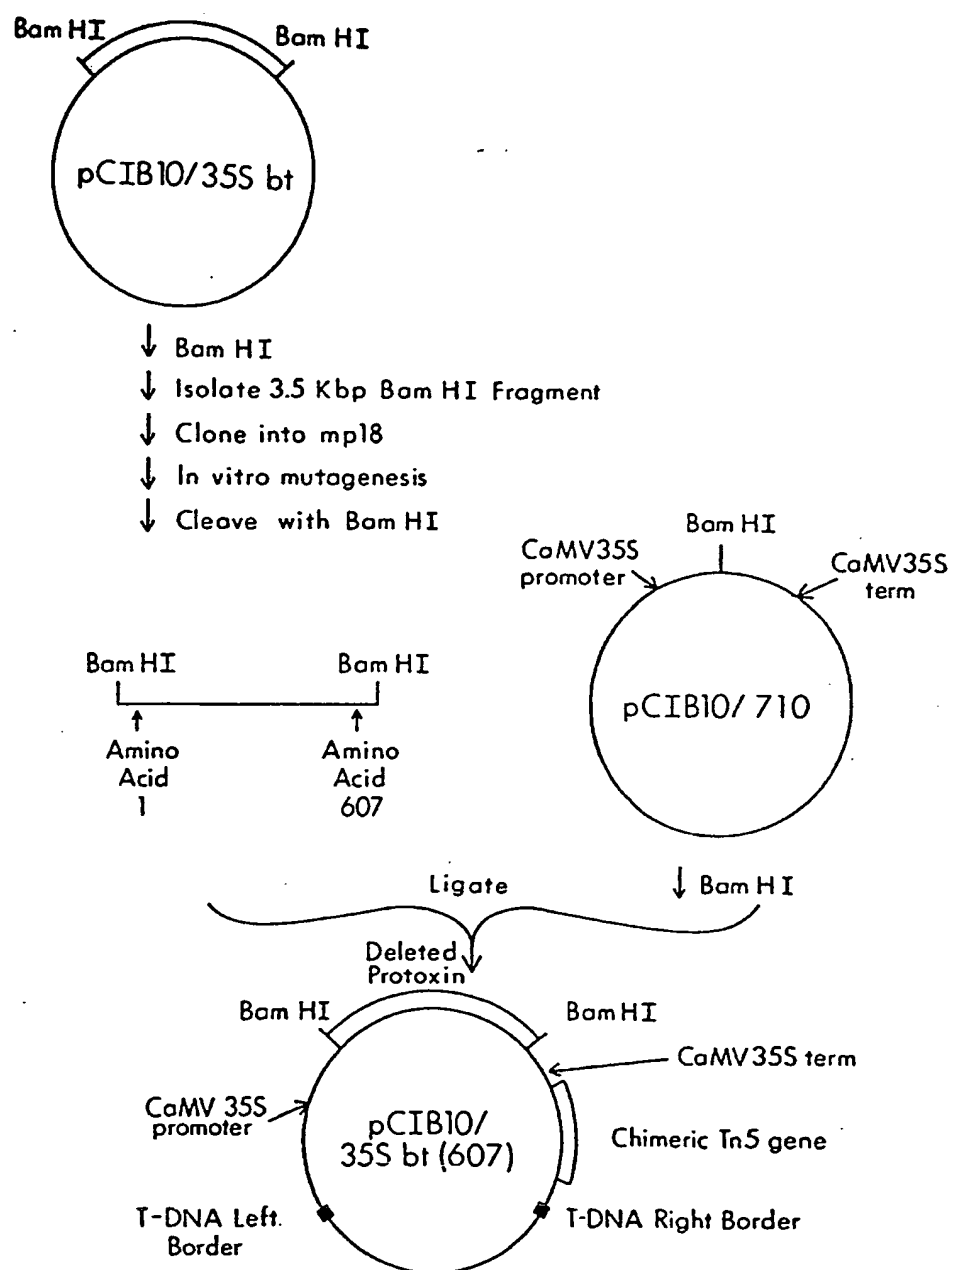 Bam HI
Bam HI
pCIB10/35S bt
Bam HI
Isolate 3.5 Kbp Bam HI Fragment
Clone into mp18
In vitro mutagenesis
Cleave with Bam HI
Bam HI
CaMV35S
promoter
CaMV35S
term
pCIB10/710
Bam HI
Bam HI
Amino
Acid
1
Amino
Acid
607
Ligate
Bam HI
Deleted
Protoxin
Bam HI
Bam HI
CaMV35S term
CaMV 35S
promoter
pCIB10/
35S bt (607)
Chimeric Tn5 gene
T-DNA Left.
Border
T-DNA Right Border